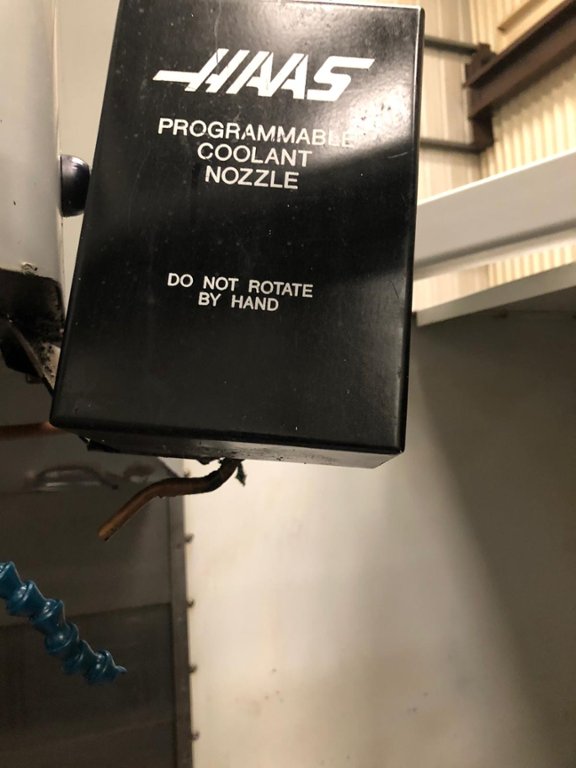 HAAS
PROGRAMMABLE
COOLANT
NOZZLE
DO NOT ROTATE
BY HAND